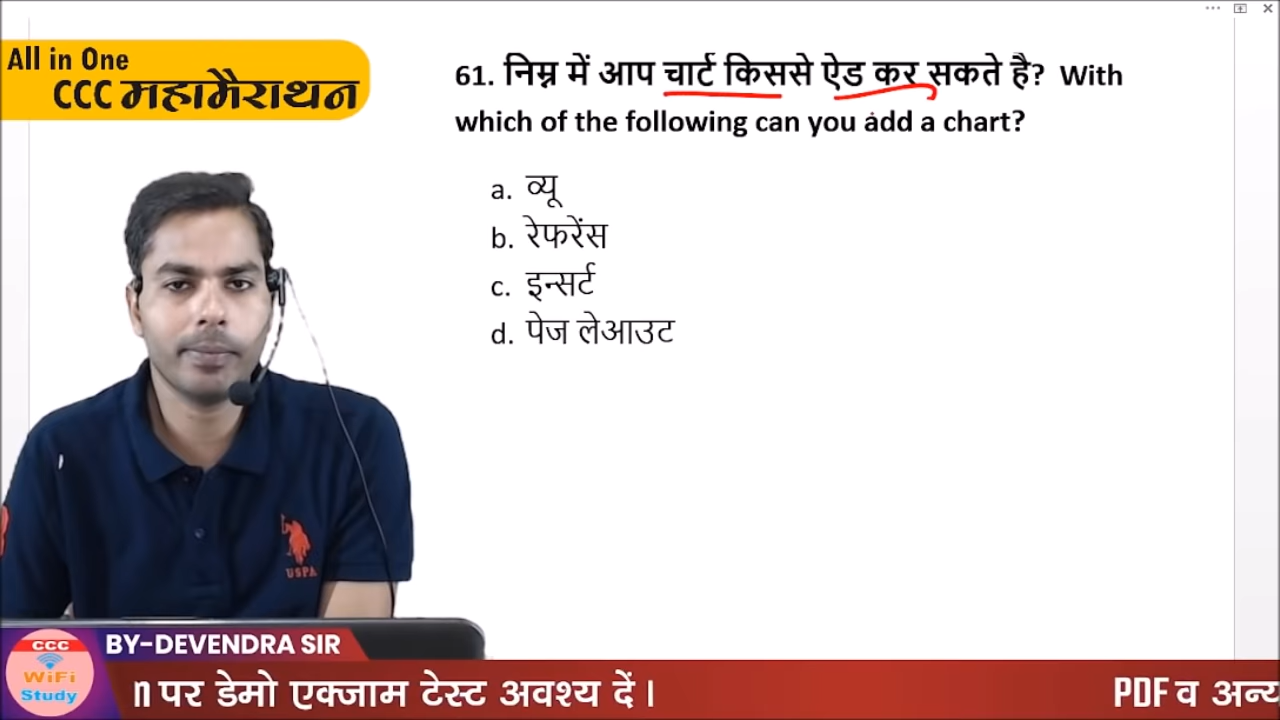 All in One
CCC महामैराथन
61. निम्न में आप चार्ट किससे ऐड कर सकते है? With
which of the following can you add a chart?
a. व्यू
b. रेफरेंस
c. इन्सर्ट
d. पेज लेआउट
USPA
BY-DEVENDRA SIR
CCC
WiFi
Study
n पर डेमो एक्जाम टेस्ट अवश्य दें । PDF व अन्य